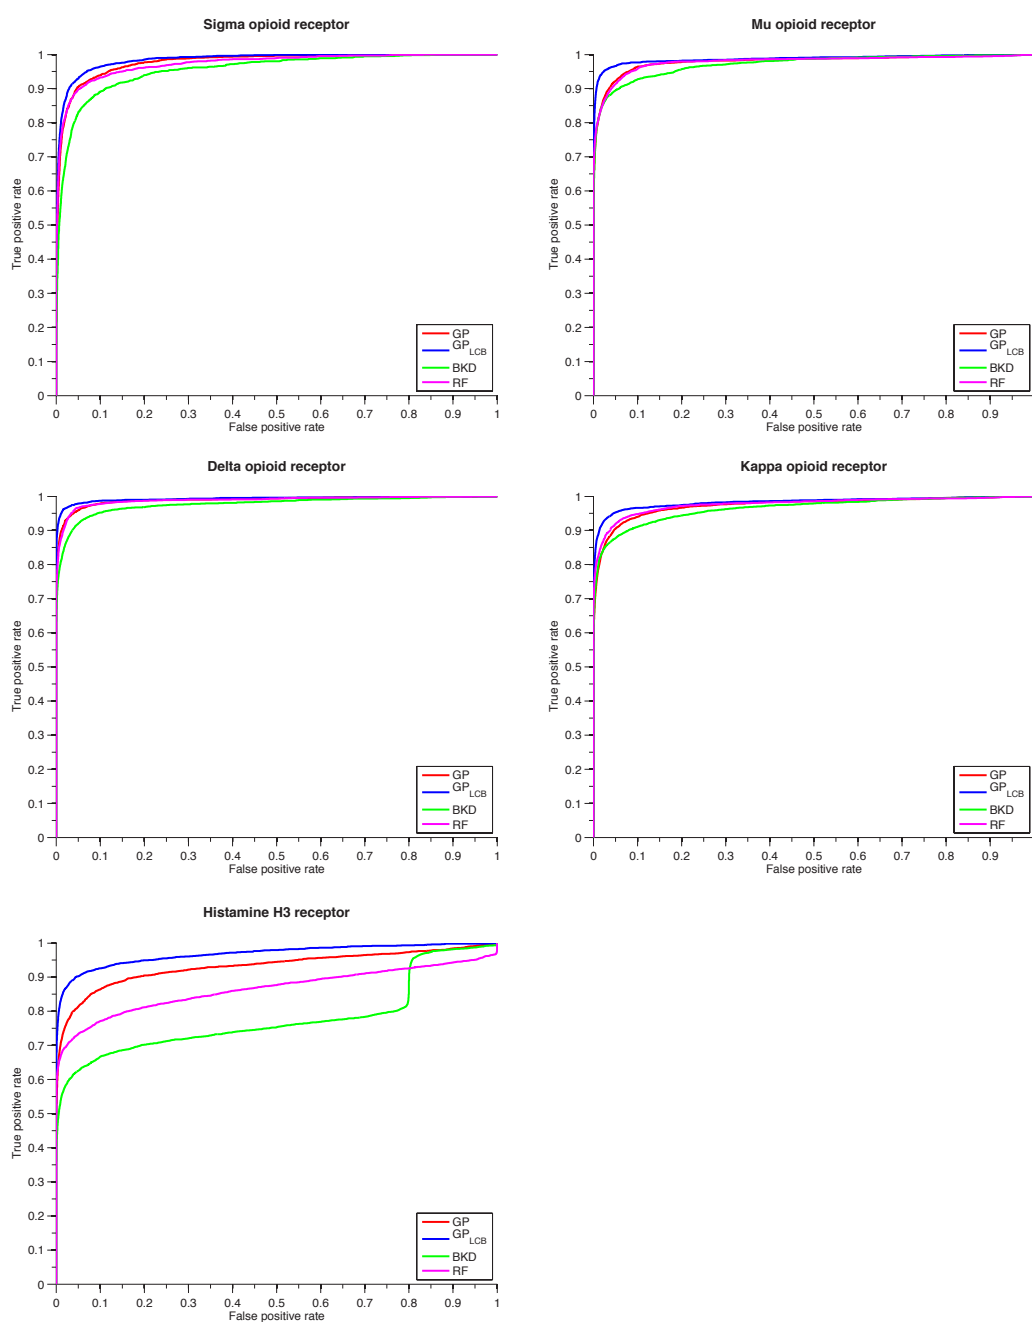 Sigma opioid receptor
1
0.9
0.8
0.7
0.6
0.5
0.4
0.3
0.2
0.1
0
True positive rate
GP
GP LCB
BKD
RF
0 0.1 0.2 0.3 0.4 0.5 0.6 0.7 0.8 0.9 1
False positive rate
Mu opioid receptor
1
0.9
0.8
0.7
0.6
0.5
0.4
0.3
0.2
0.1
0
True positive rate
GP
GP LCB
BKD
RF
0 0.1 0.2 0.3 0.4 0.5 0.6 0.7 0.8 0.9
False positive rate
Delta opioid receptor
1
0.9
0.8
0.7
0.6
0.5
0.4
0.3
0.2
0.1
0
True positive rate
GP
GP LCB
BKD
RF
0 0.1 0.2 0.3 0.4 0.5 0.6 0.7 0.8 0.9 1
False positive rate
Kappa opioid receptor
1
0.9
0.8
0.7
0.6
0.5
0.4
0.3
0.2
0.1
0
True positive rate
GP
GP LCB
BKD
RF
0 0.1 0.2 0.3 0.4 0.5 0.6 0.7 0.8 0.9
False positive rate
Histamine H3 receptor
1
0.9
0.8
0.7
0.6
0.5
0.4
0.3
0.2
0.1
0
True positive rate
GP
GP LCB
BKD
RF
0 0.1 0.2 0.3 0.4 0.5 0.6 0.7 0.8 0.9 1
False positive rate